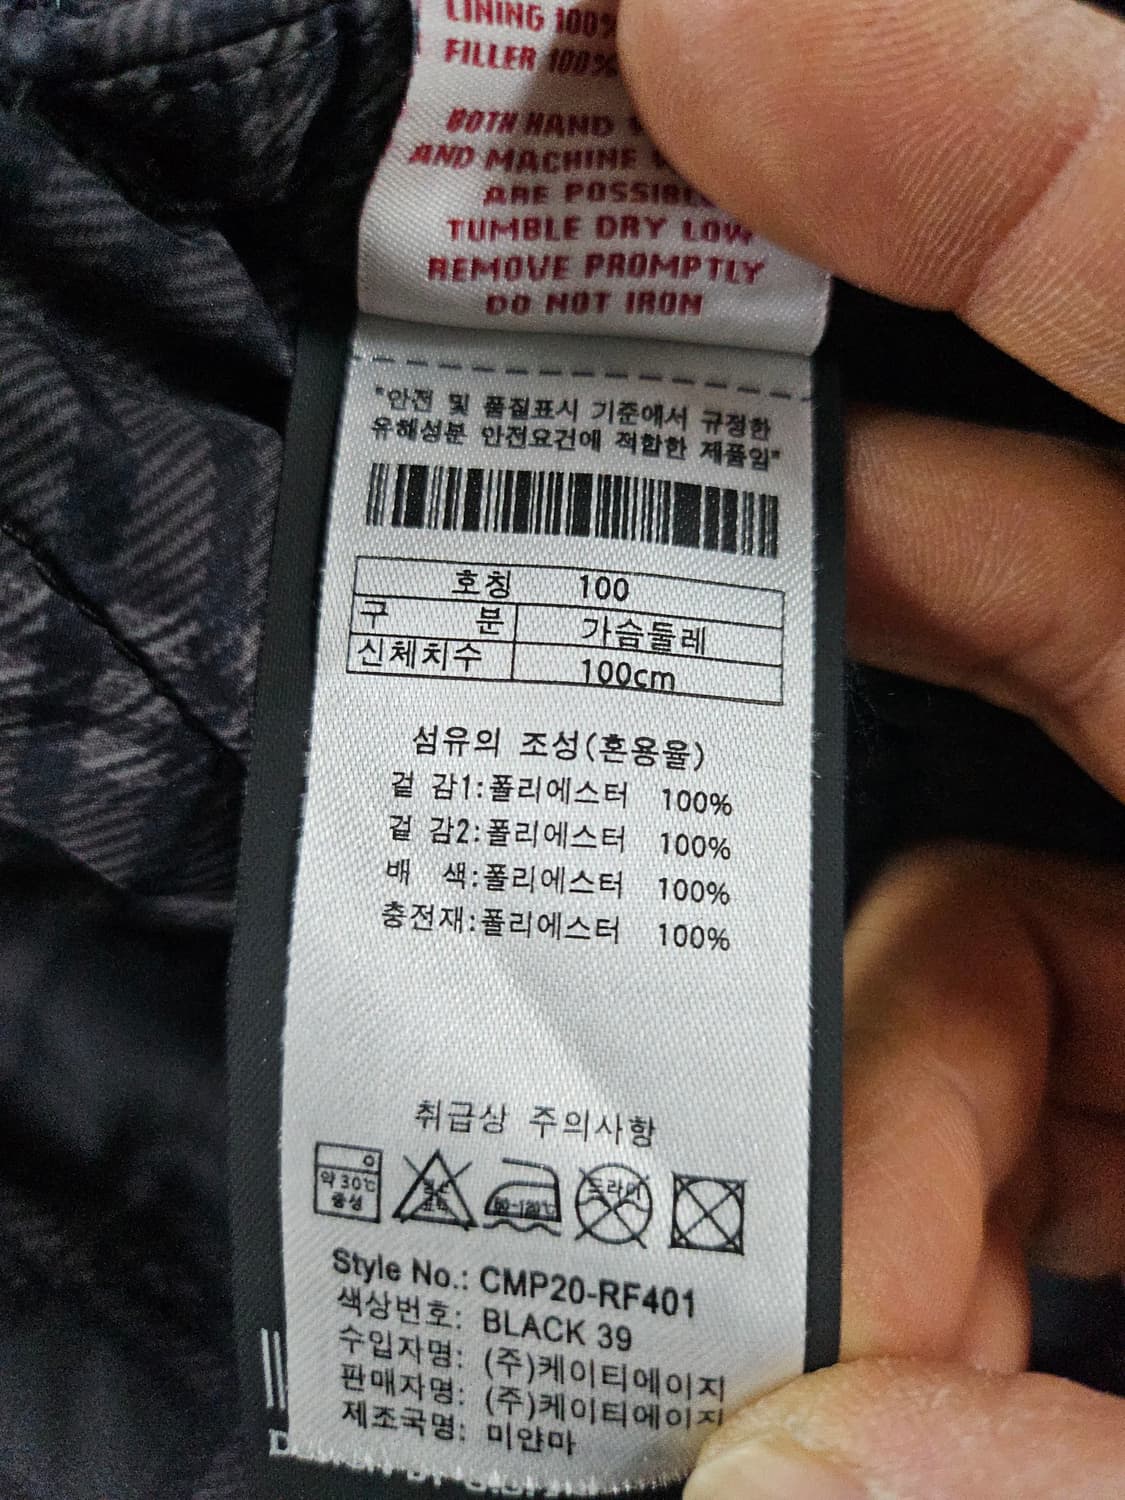 LINING 100%
FILLER 100%
BOTH HAND
AND MACHINE
ARE POSSIBLE
TUMBLE DRY LOW
REMOVE PROMPTLY
DO NOT IRON
"안전 및 품질표시 기준에서 규정한
유해성분 안전요건에 적합한 제품임"
호칭 100
구 분 가슴둘레
신체치수 100cm
섬유의 조성(혼용율)
겉 감1:폴리에스터 100%
겉 감2:폴리에스터 100%
배 색:폴리에스터 100%
충전재:폴리에스터 100%
취급상 주의사항
약 30℃
중성
드라이
Style No.: CMP20-RF401
색상번호: BLACK 39
수입자명: (주)케이티에이지
판매자명: (주)케이티에이지
제조국명: 미얀마